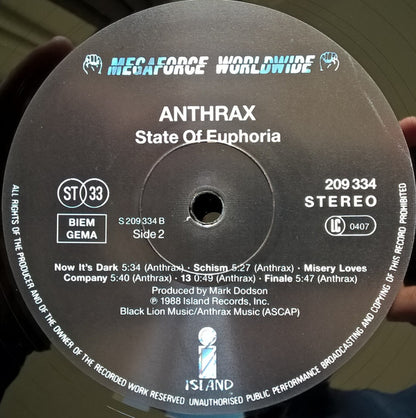 MEGAFORCE WORLDWIDE
ANTHRAX
State Of Euphoria
ST 33
BIEM
GEMA
S 209 334 B
Side 2
209 334
STEREO
LC 0407
Now It's Dark 5:34 (Anthrax) · Schism 5:27 (Anthrax) · Misery Loves
Company 5:40 (Anthrax) · 13 0:49 (Anthrax) · Finale 5:47 (Anthrax)
Produced by Mark Dodson
℗ 1988 Island Records, Inc.
Black Lion Music/Anthrax Music (ASCAP)
i
ISLAND
ALL RIGHTS OF THE PRODUCER AND OF THE OWNER OF THE RECORDED WORK RESERVED UNAUTHORISED PUBLIC PERFORMANCE BROADCASTING AND COPYING OF THIS RECORD PROHIBITED